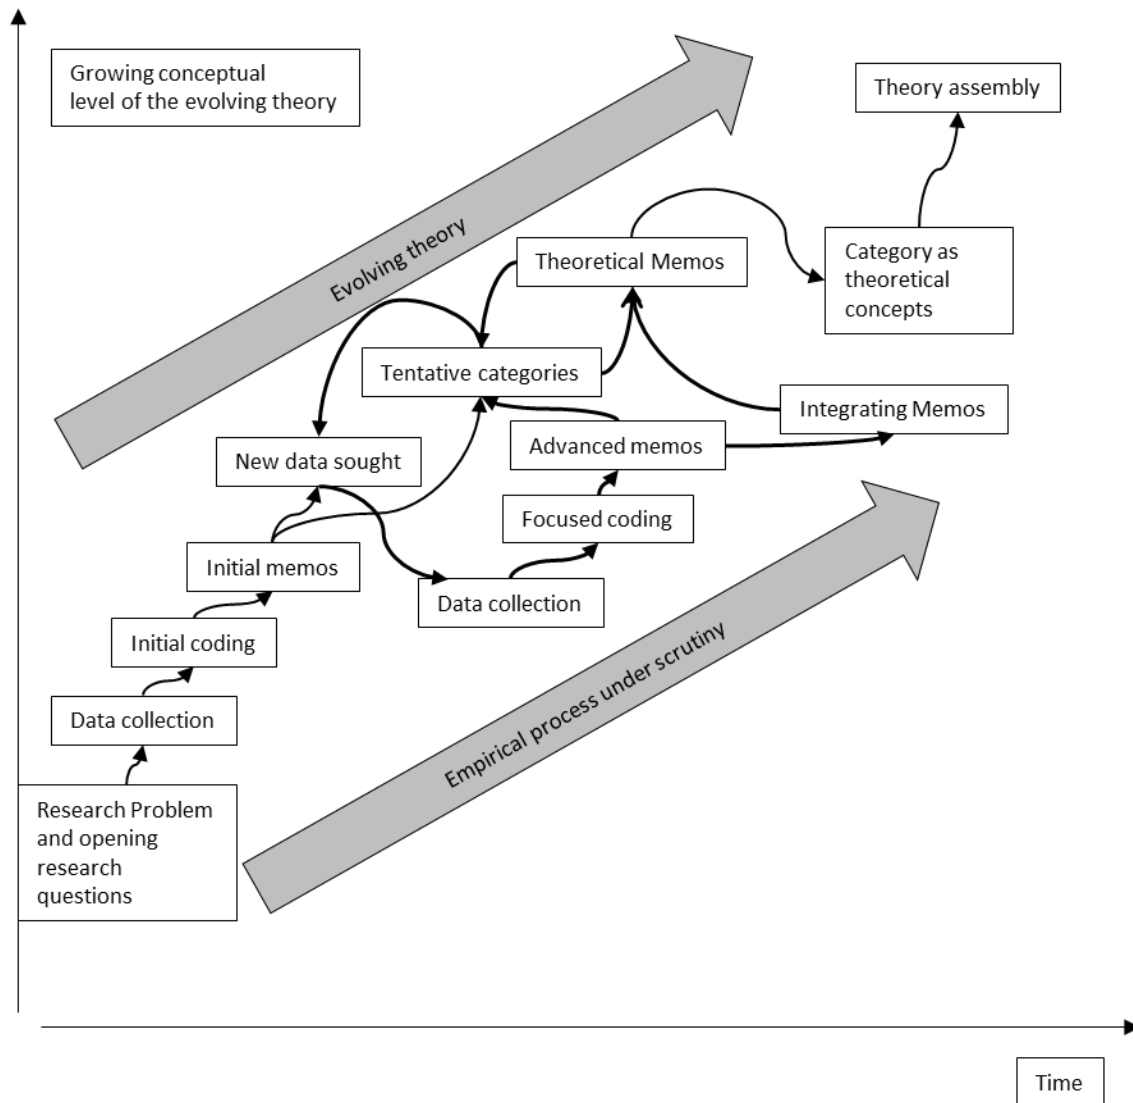 Growing conceptual
level of the evolving theory
Theory assembly
Evolving theory
Theoretical Memos
Category as
theoretical
concepts
Tentative categories
Integrating Memos
New data sought
Advanced memos
Focused coding
Initial memos
Data collection
Initial coding
Empirical process under scrutiny
Data collection
Research Problem
and opening
research
questions
Time